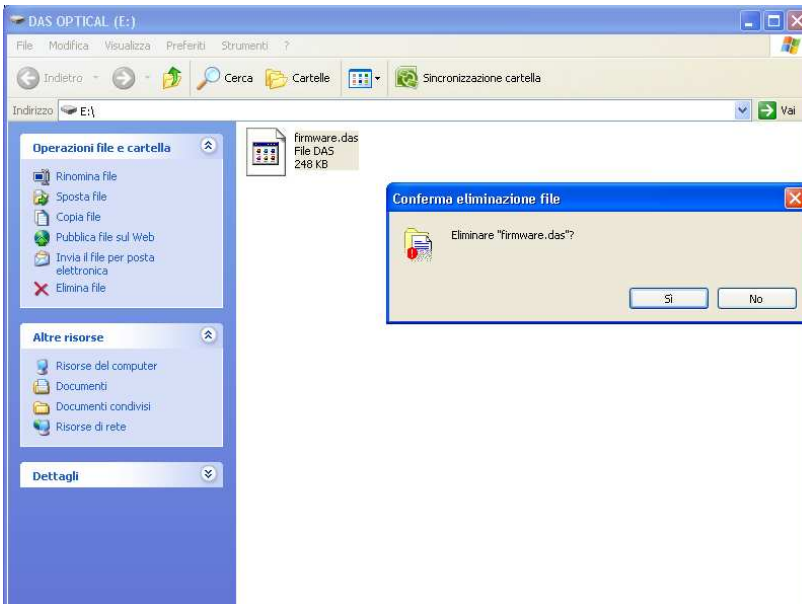 DAS OPTICAL (E:)
File Modifica Visualizza Preferiti Strumenti ?
Indietro Cerca Cartelle Sincronizzazione cartella
Indirizzo E:\ Vai
Operazioni file e cartella
Rinomina file
Sposta file
Copia file
Pubblica file sul Web
Invia il file per posta
elettronica
Elimina file
Altre risorse
Risorse del computer
Documenti
Documenti condivisi
Risorse di rete
Dettagli
firmware.das
File DAS
248 KB
Conferma eliminazione file
Eliminare "firmware.das"?
Sì No